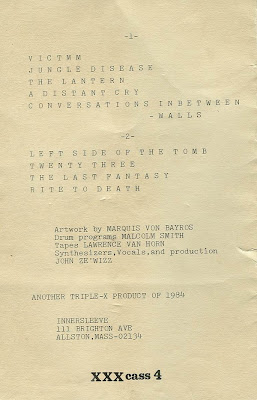 -1-
VICTMM
JUNGLE DISEAZE
THE LANTERN
A DISTANT CRY
CONVERSATIONS INBETWEEN
-WALLS
-2-
LEFT SIDE OF THE TOMB
TWENTY THREE
THE LAST FANTASY
RITE TO DEATH
Artwork by MARQUIS VON BAYROS
Drum programs MALCOLM SMITH
Tapes LAWRENCE VAN HORN
Synthesizers,Vocals,and production
JOHN ZE'WIZZ
ANOTHER TRIPLE-X PRODUCT OF 1984
INNERSLEEVE
111 BRIGHTON AVE
ALLSTON,MASS-02134
XXX cass 4